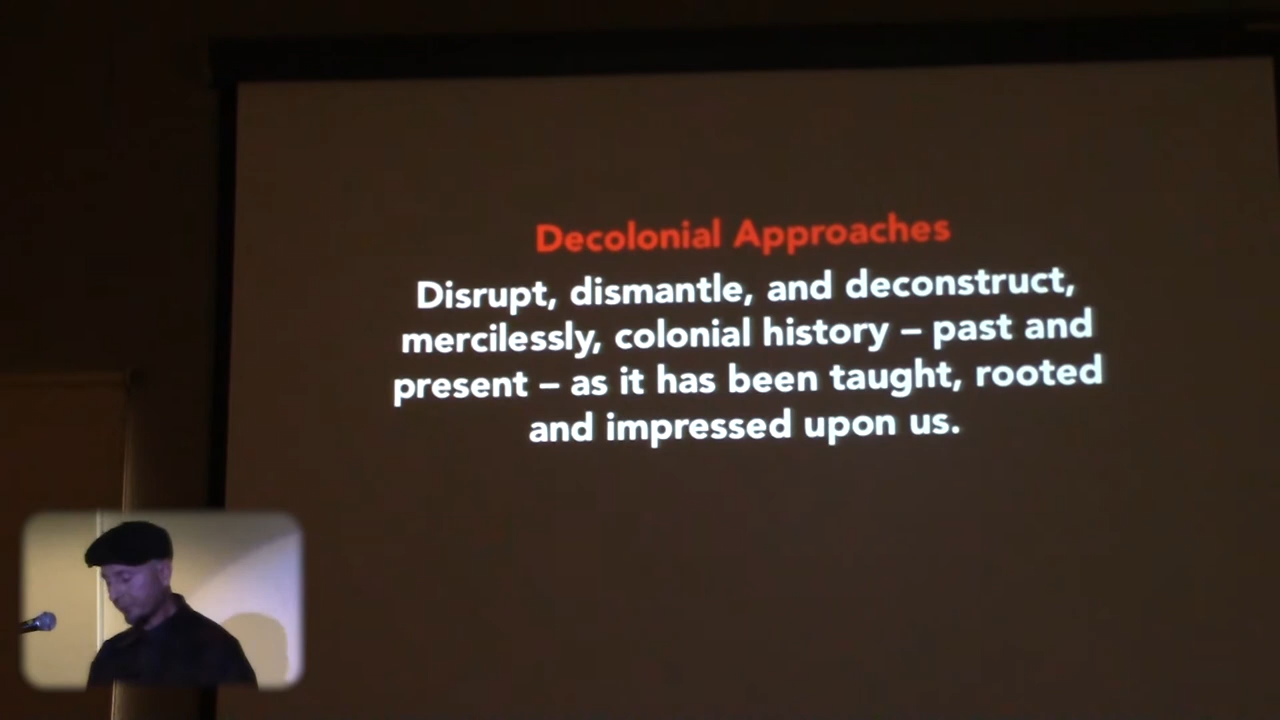 Decolonial Approaches
Disrupt, dismantle, and deconstruct,
mercilessly, colonial history – past and
present – as it has been taught, rooted
and impressed upon us.